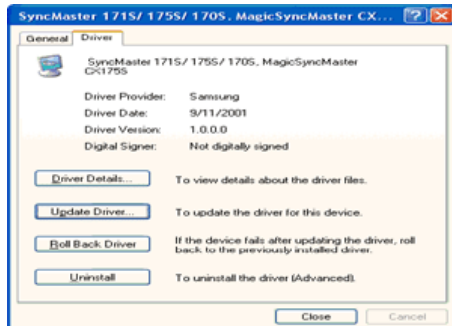 SyncMaster 171S/ 175S/ 170S, MagicSyncMaster CX...
General Driver
SyncMaster 171S/ 175S/ 170S, MagicSyncMaster
CX175S
Driver Provider: Samsung
Driver Date: 9/11/2001
Driver Version: 1.0.0.0
Digital Signer: Not digitally signed
Driver Details... To view details about the driver files.
Update Driver... To update the driver for this device.
Roll Back Driver If the device fails after updating the driver, roll
back to the previously installed driver.
Uninstall To uninstall the driver (Advanced).
Close Cancel